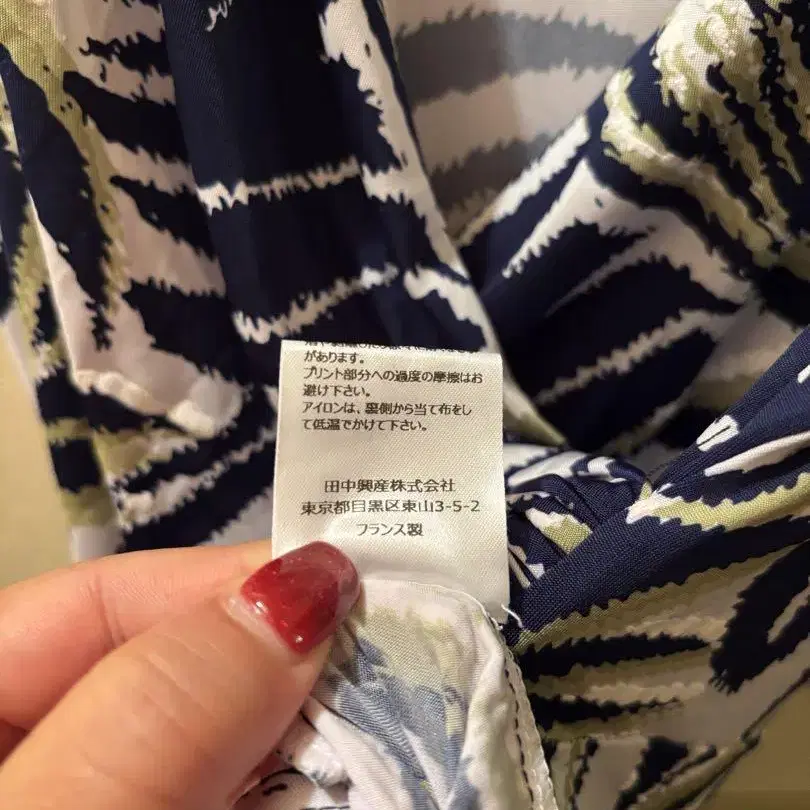 があります。
プリント部分への過度の摩擦はお
避け下さい。
アイロンは、裏側から当て布をし
て低温でかけて下さい。
田中興産株式会社
東京都目黒区東山3-5-2
フランス製